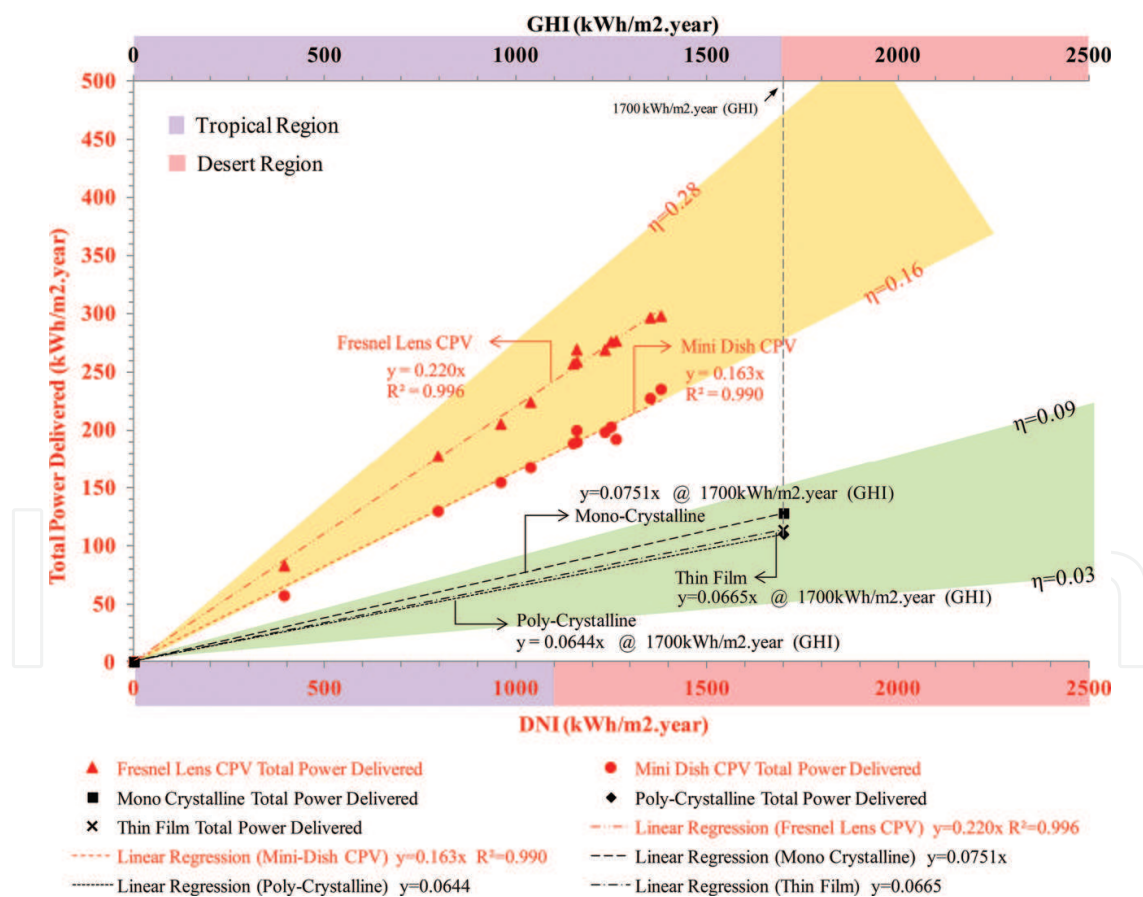 GHI (kWh/m2.year)
0 500 1000 1500 2000 2500
500
450
400
350
300
250
200
150
100
50
0
Total Power Delivered (kWh/m2.year)
1700 kWh/m2.year (GHI)
Tropical Region
Desert Region
η=0.28
η=0.16
Fresnel Lens CPV
y = 0.220x
R² = 0.996
Mini Dish CPV
y = 0.163x
R² = 0.990
η=0.09
y=0.0751x @ 1700kWh/m2.year (GHI)
Mono-Crystalline
Thin Film
y=0.0665x @ 1700kWh/m2.year (GHI)
η=0.03
Poly-Crystalline
y = 0.0644x @ 1700kWh/m2.year (GHI)
0 500 1000 1500 2000 2500
DNI (kWh/m2.year)
Fresnel Lens CPV Total Power Delivered
Mini Dish CPV Total Power Delivered
Mono Crystalline Total Power Delivered
Poly-Crystalline Total Power Delivered
Thin Film Total Power Delivered
Linear Regression (Fresnel Lens CPV) y=0.220x R²=0.996
Linear Regression (Mini-Dish CPV) y=0.163x R²=0.990
Linear Regression (Mono Crystalline) y=0.0751x
Linear Regression (Poly-Crystalline) y=0.0644
Linear Regression (Thin Film) y=0.0665